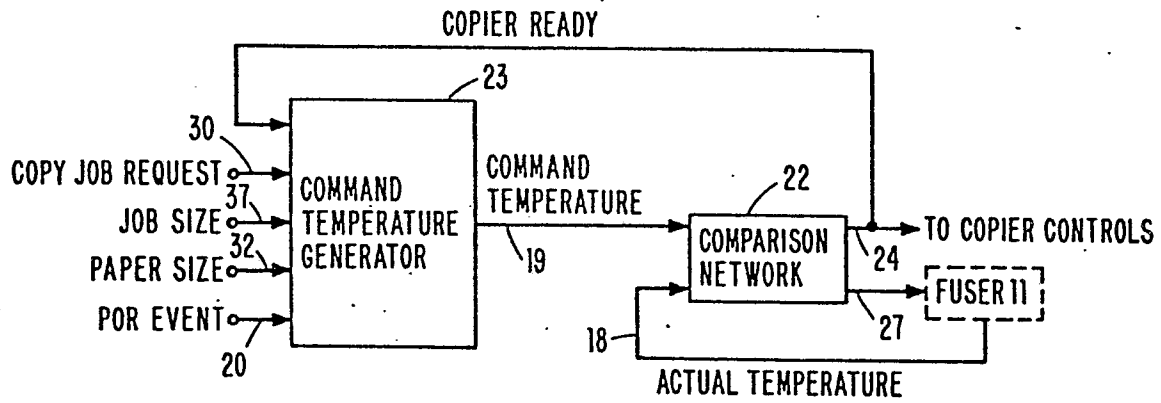 COPIER READY
23
30
COPY JOB REQUEST
37
JOB SIZE
32
PAPER SIZE
POR EVENT
20
COMMAND
TEMPERATURE
GENERATOR
COMMAND
TEMPERATURE
19
22
COMPARISON
NETWORK
24
TO COPIER CONTROLS
27
FUSER 11
18
ACTUAL TEMPERATURE